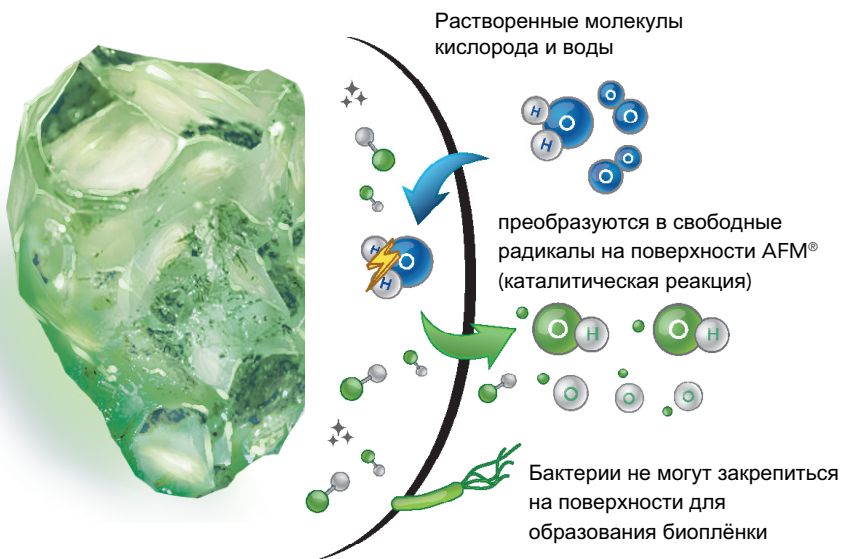 Растворенные молекулы
кислорода и воды
H
O
H
O
O
O
O
преобразуются в свободные
радикалы на поверхности AFM®
(каталитическая реакция)
H
O
H
O
H
O
H
O
O
O
Бактерии не могут закрепиться
на поверхности для
образования биоплёнки